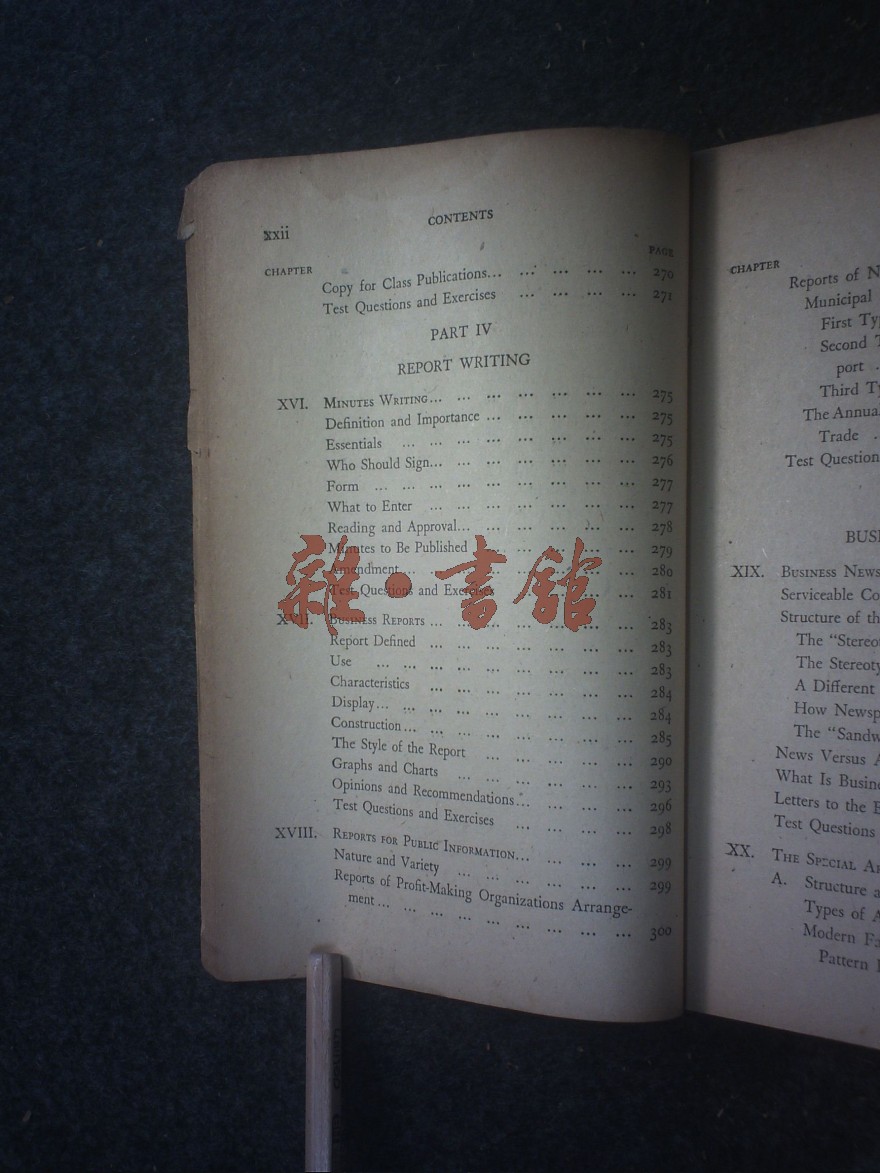 xxii
CONTENTS
CHAPTER
PAGE
Copy for Class Publications... ... ... ... ... 270
Test Questions and Exercises ... ... ... ... 271
PART IV
REPORT WRITING
XVI. MINUTES WRITING... ... ... ... ... ... ... 275
Definition and Importance ... ... ... ... ... 275
Essentials ... ... ... ... ... ... ... 275
Who Should Sign... ... ... ... ... ... ... 276
Form ... ... ... ... ... ... ... ... 277
What to Enter ... ... ... ... ... ... ... 277
Reading and Approval... ... ... ... ... ... 278
Minutes to Be Published ... ... ... ... ... 279
Amendment... ... ... ... ... ... ... ... 280
Test Questions and Exercises ... ... ... ... 281
XVII. BUSINESS REPORTS ... ... ... ... ... ... ... 283
Report Defined ... ... ... ... ... ... ... 283
Use ... ... ... ... ... ... ... ... 283
Characteristics ... ... ... ... ... ... ... 284
Display... ... ... ... ... ... ... ... ... 284
Construction... ... ... ... ... ... ... ... 285
The Style of the Report ... ... ... ... ... 290
Graphs and Charts ... ... ... ... ... ... 293
Opinions and Recommendations... ... ... ... 296
Test Questions and Exercises ... ... ... ... 298
XVIII. REPORTS FOR PUBLIC INFORMATION... ... ... ... 299
Nature and Variety ... ... ... ... ... ... 299
Reports of Profit-Making Organizations Arrange-
ment... ... ... ... ... ... ... ... 300
雜·書館
CHAPTER
Reports of N
Municipal
First Ty
Second T
port ..
Third Ty
The Annual
Trade ..
Test Question
BUSI
XIX. BUSINESS NEWS
Serviceable Co
Structure of th
The "Stereo
The Stereoty
A Different
How Newsp
The "Sandw
News Versus A
What Is Busine
Letters to the E
Test Questions
XX. THE SPECIAL AR
A. Structure a
Types of A
Modern Fa
Pattern